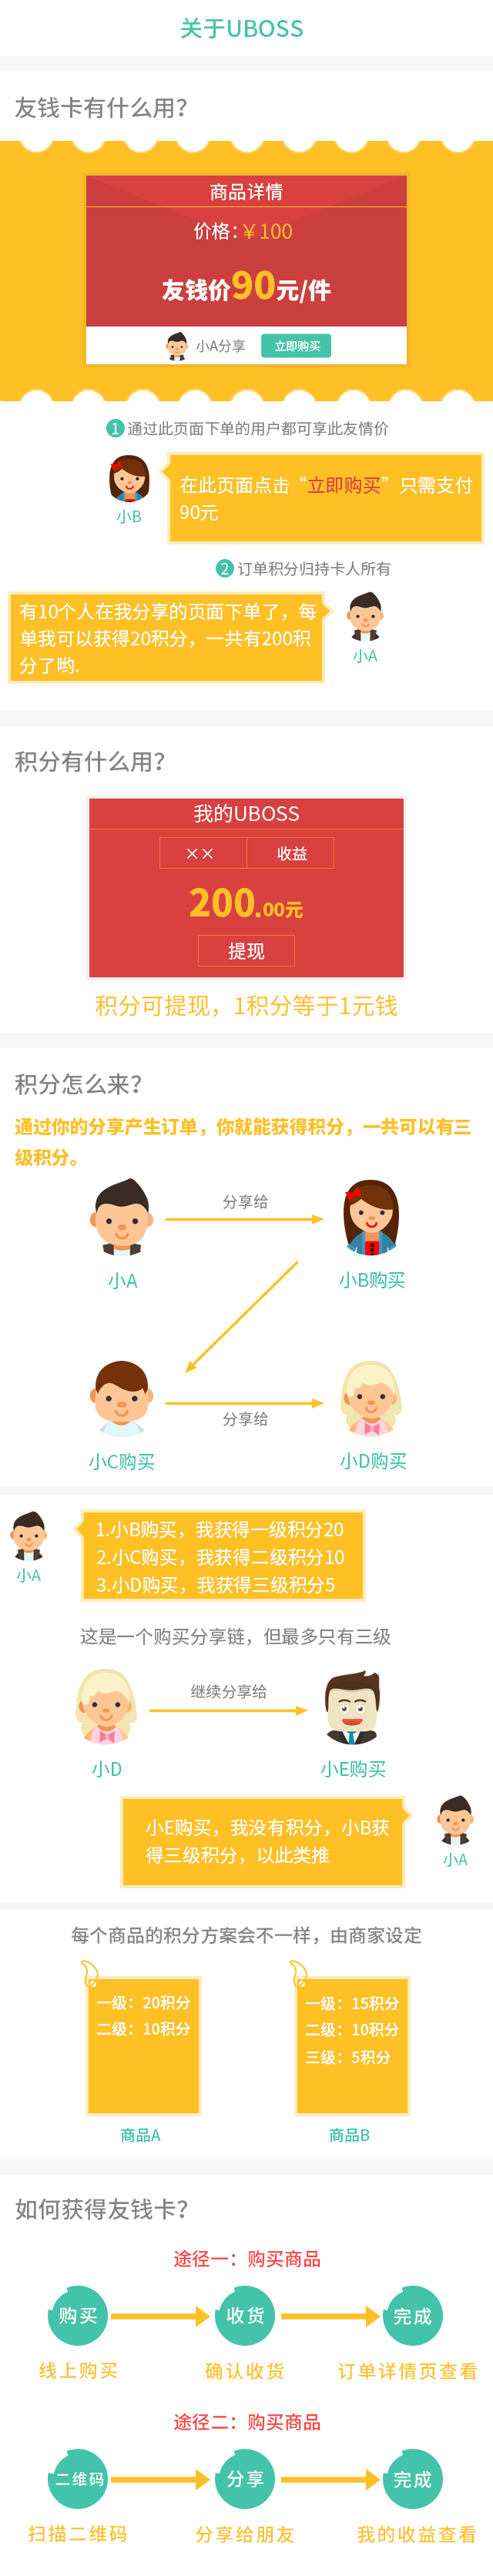 关于UBOSS
友钱卡有什么用？
商品详情
价格：￥100
友钱价90元/件
小A分享
立即购买
1 通过此页面下单的用户都可享此友情价
在此页面点击“立即购买”只需支付
90元
小B
2 订单积分归持卡人所有
有10个人在我分享的页面下单了，每
单我可以获得20积分，一共有200积
分了哟.
小A
积分有什么用？
我的UBOSS
×× 收益
200.00元
提现
积分可提现，1积分等于1元钱
积分怎么来？
通过你的分享产生订单，你就能获得积分，一共可以有三
级积分。
分享给
小A
小B购买
分享给
小C购买
小D购买
1.小B购买，我获得一级积分20
2.小C购买，我获得二级积分10
3.小D购买，我获得三级积分5
小A
这是一个购买分享链，但最多只有三级
继续分享给
小D
小E购买
小E购买，我没有积分，小B获
得三级积分，以此类推
小A
每个商品的积分方案会不一样，由商家设定
一级：20积分
二级：10积分
商品A
一级：15积分
二级：10积分
三级：5积分
商品B
如何获得友钱卡？
途径一：购买商品
购买 收货 完成
线上购买 确认收货 订单详情页查看
途径二：购买商品
二维码 分享 完成
扫描二维码 分享给朋友 我的收益查看